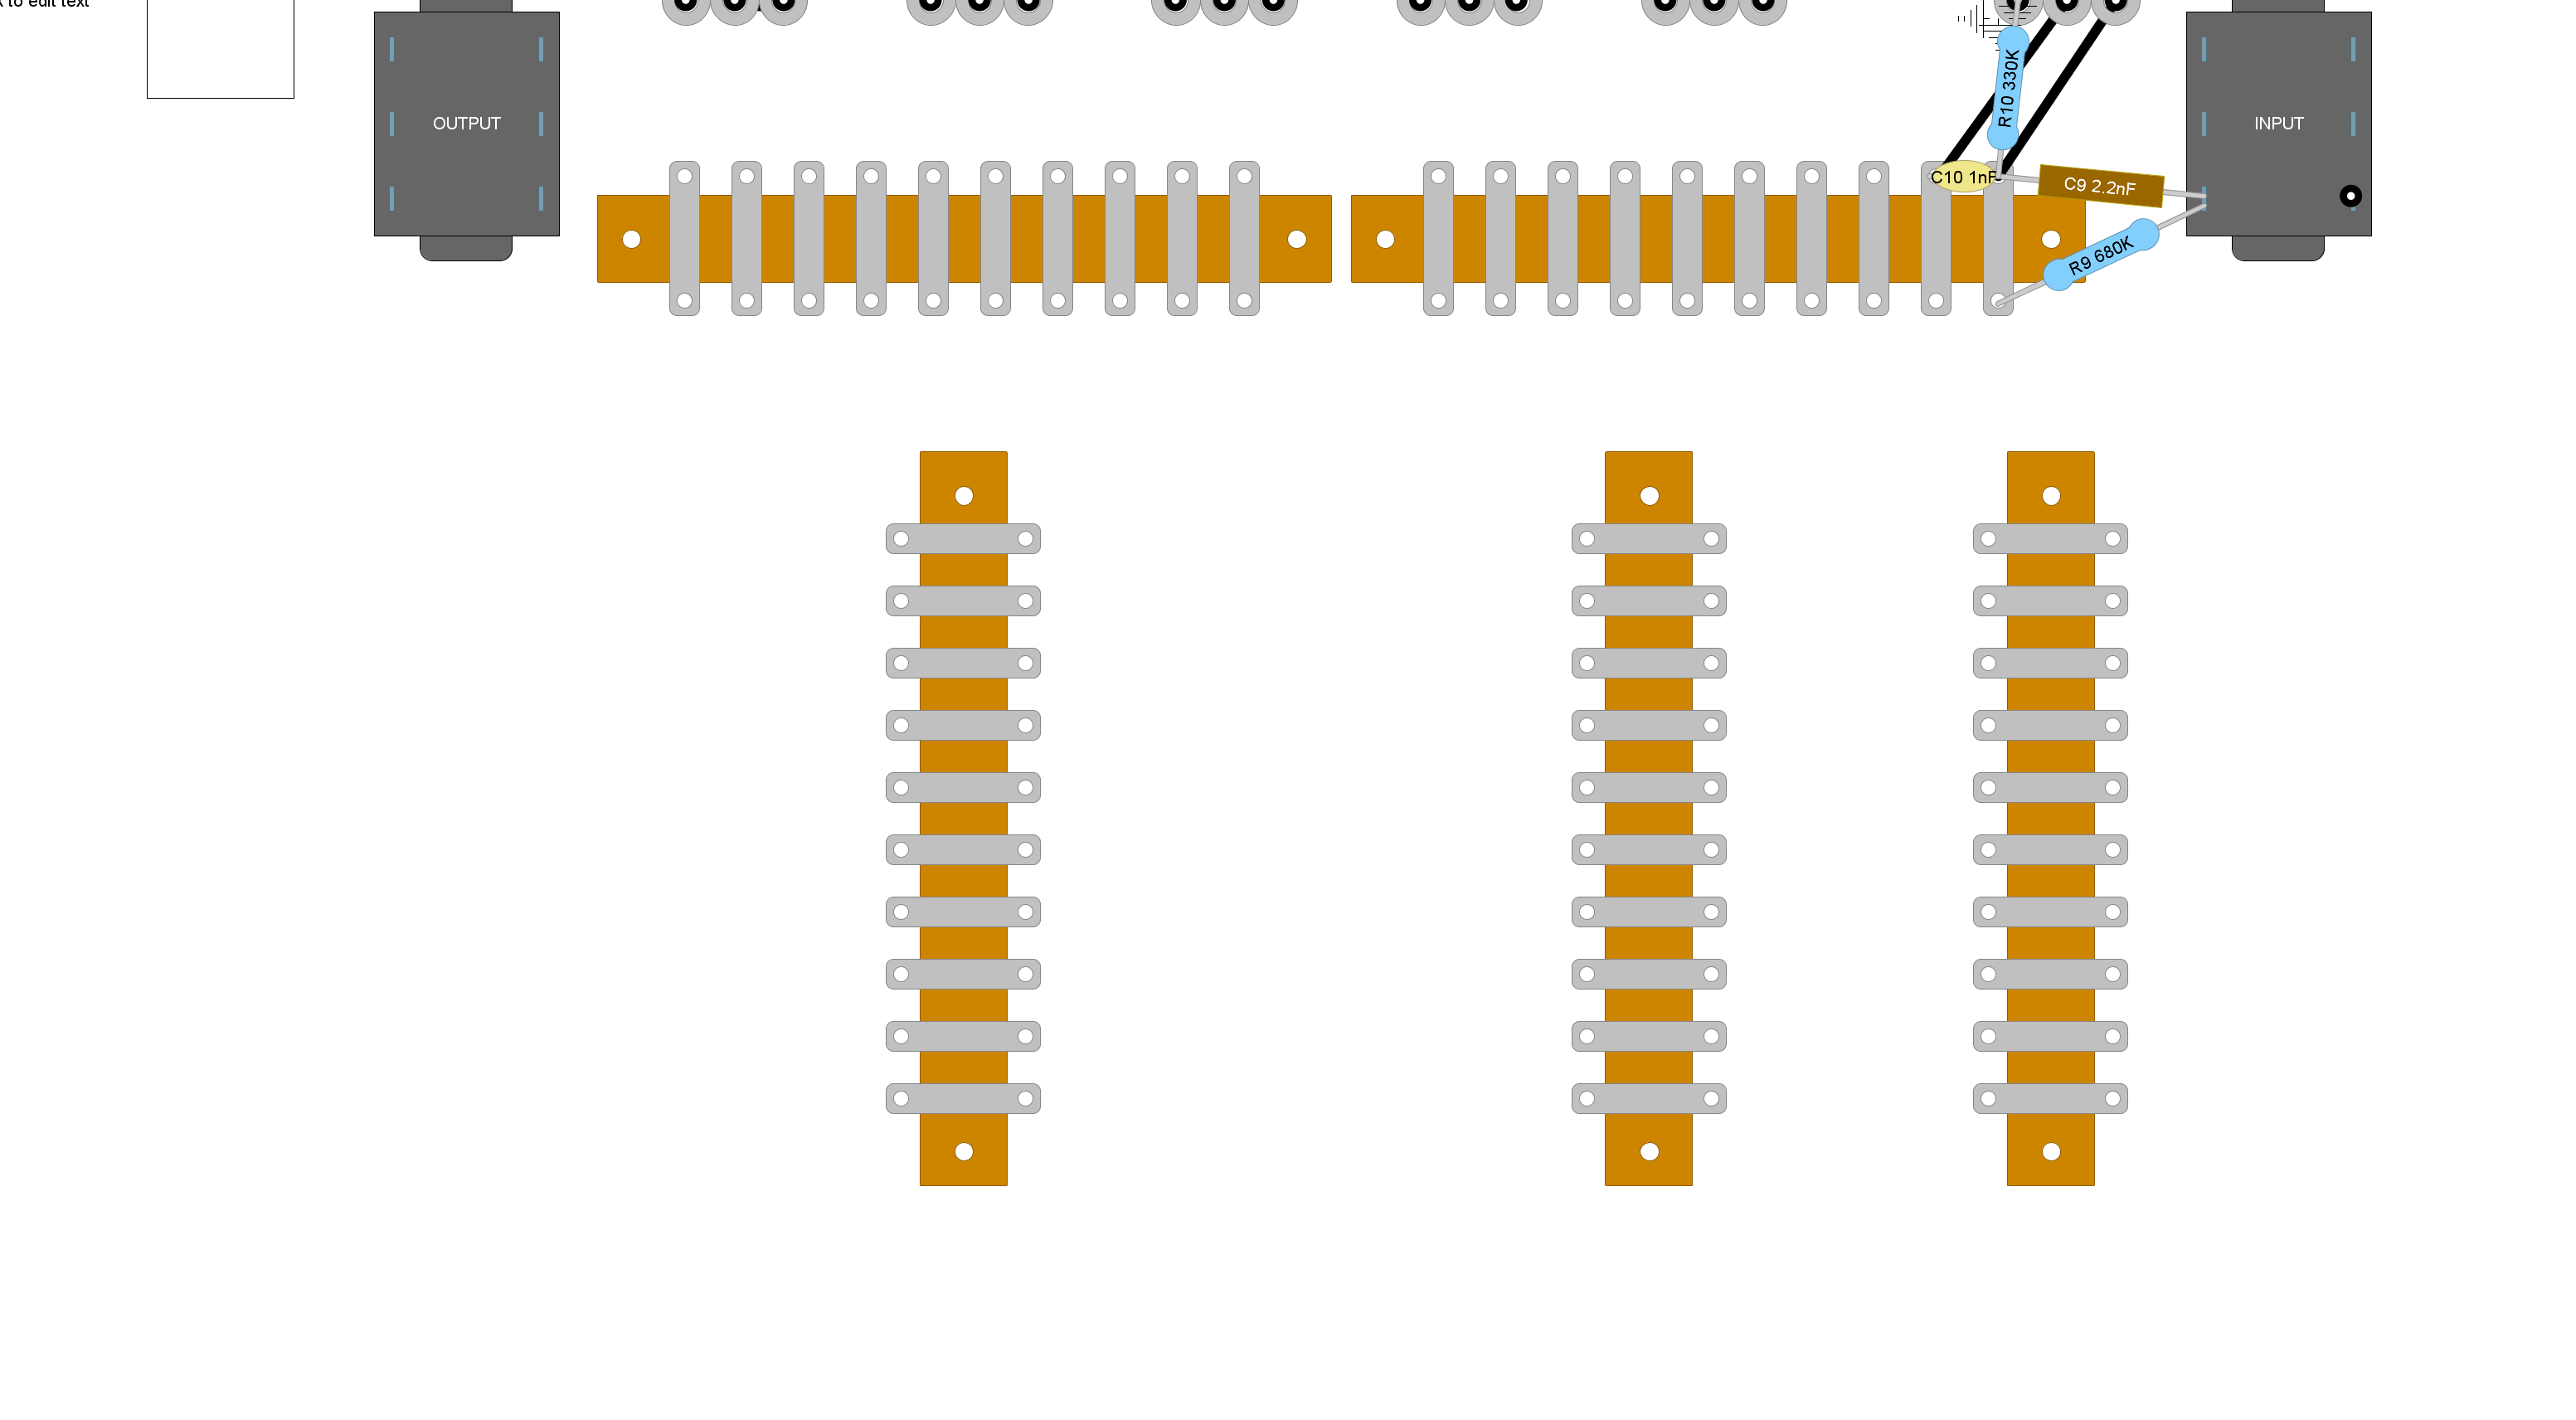 to edit text
OUTPUT
R10 330K
INPUT
C10 1nF
C9 2.2nF
R9 680K